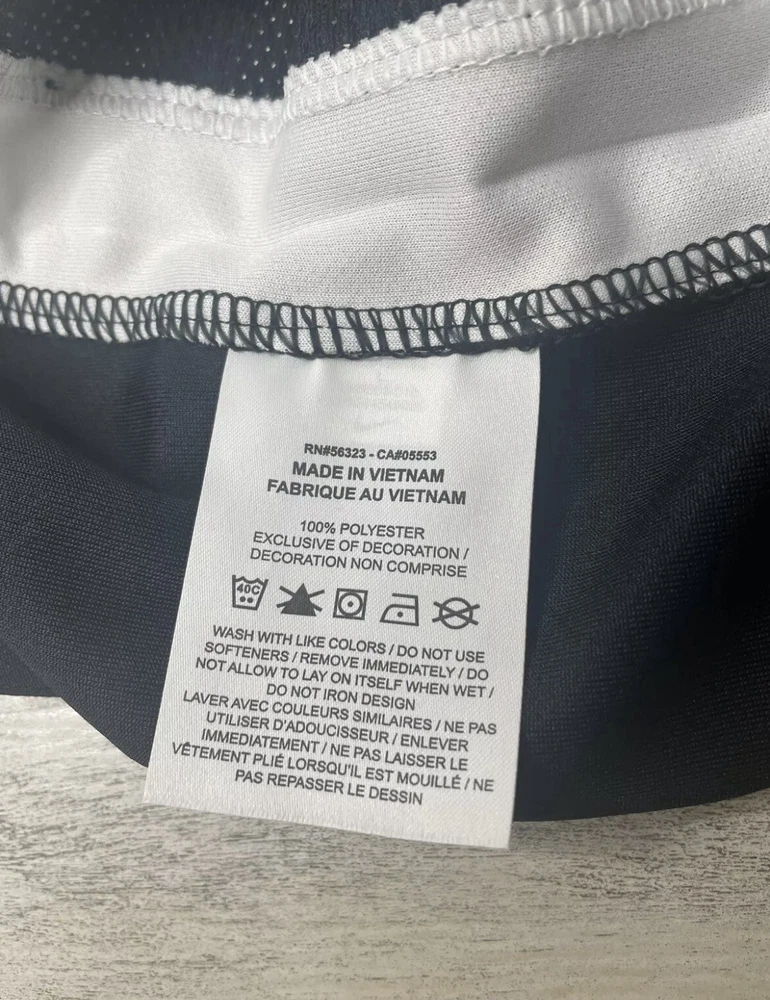 RN#56323 - CA#05553
MADE IN VIETNAM
FABRIQUE AU VIETNAM
100% POLYESTER
EXCLUSIVE OF DECORATION /
DECORATION NON COMPRISE
40C
WASH WITH LIKE COLORS / DO NOT USE
SOFTENERS / REMOVE IMMEDIATELY / DO
NOT ALLOW TO LAY ON ITSELF WHEN WET /
DO NOT IRON DESIGN
LAVER AVEC COULEURS SIMILAIRES / NE PAS
UTILISER D'ADOUCISSEUR / ENLEVER
IMMEDIATEMENT / NE PAS LAISSER LE
VÊTEMENT PLIÉ LORSQU'IL EST MOUILLÉ / NE
PAS REPASSER LE DESSIN